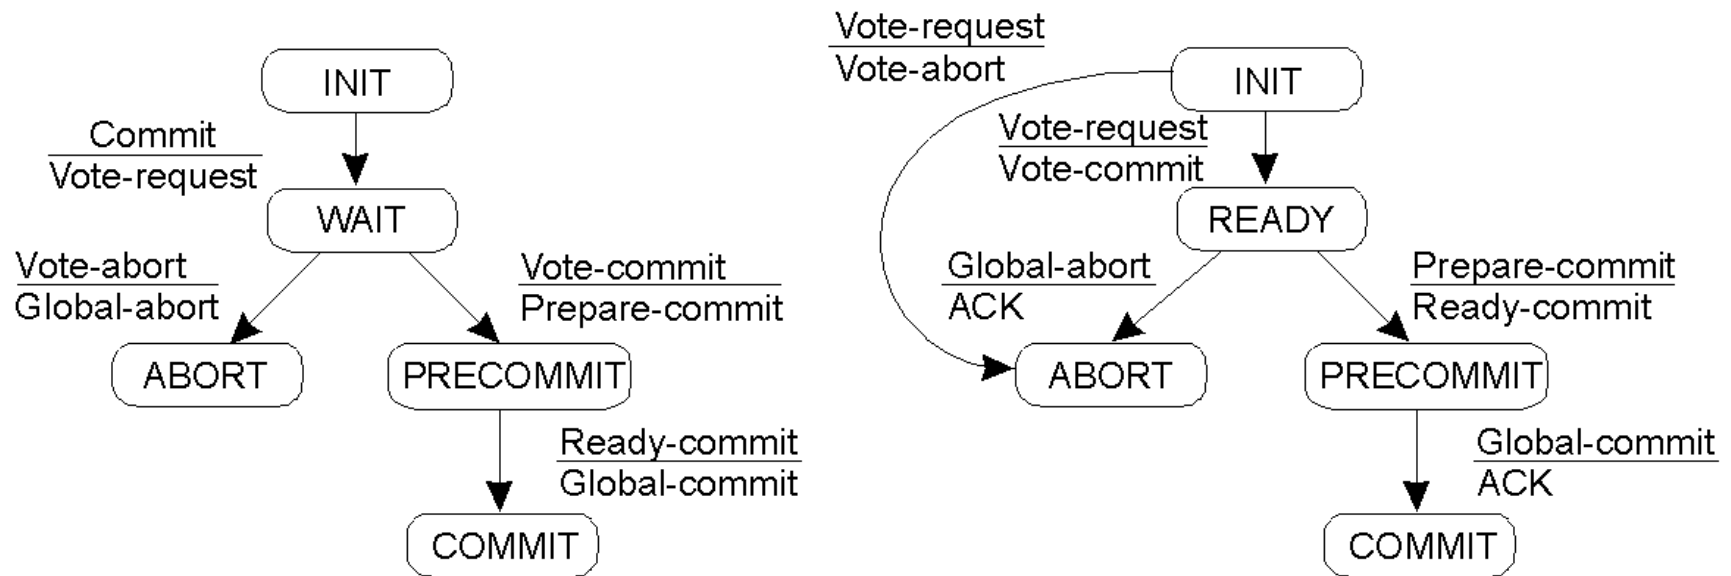 INIT
Commit
Vote-request
WAIT
Vote-abort
Global-abort
Vote-commit
Prepare-commit
ABORT
PRECOMMIT
Ready-commit
Global-commit
COMMIT
Vote-request
Vote-abort
INIT
Vote-request
Vote-commit
READY
Global-abort
ACK
Prepare-commit
Ready-commit
ABORT
PRECOMMIT
Global-commit
ACK
COMMIT